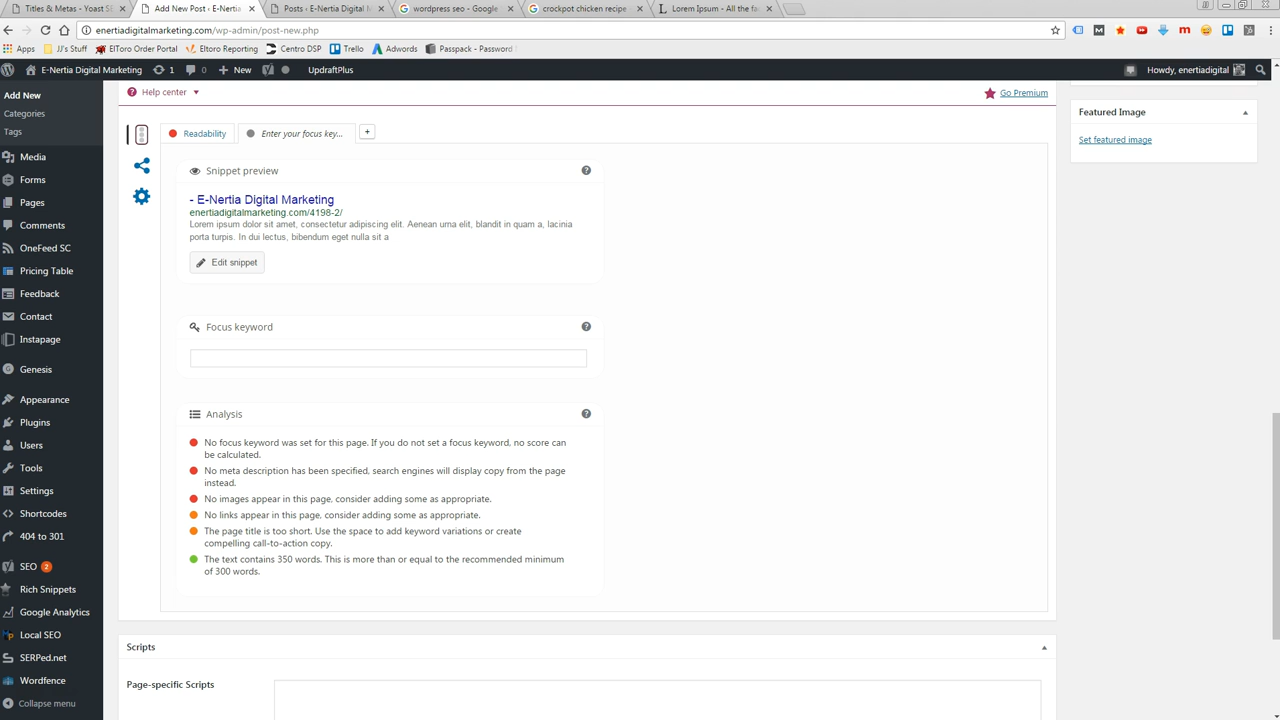 Titles & Metas - Yoast SE
Add New Post ‹ E-Nertia
Posts ‹ E-Nertia Digital M
wordpress seo - Google
crockpot chicken recipe
Lorem Ipsum - All the fa
enertiadigitalmarketing.com/wp-admin/post-new.php
Apps
JJ's Stuff
ElToro Order Portal
Eltoro Reporting
Centro DSP
Trello
Adwords
Passpack - Password
E-Nertia Digital Marketing
1
0
New
UpdraftPlus
Howdy, enertiadigital
Add New
Categories
Tags
Media
Forms
Pages
Comments
OneFeed SC
Pricing Table
Feedback
Contact
Instapage
Genesis
Appearance
Plugins
Users
Tools
Settings
Shortcodes
404 to 301
SEO 2
Rich Snippets
Google Analytics
Local SEO
SERPed.net
Wordfence
Collapse menu
Help center
Go Premium
Readability
Enter your focus key...
+
Snippet preview
- E-Nertia Digital Marketing
enertiadigitalmarketing.com/4198-2/
Lorem ipsum dolor sit amet, consectetur adipiscing elit. Aenean urna elit, blandit in quam a, lacinia
porta turpis. In dui lectus, bibendum eget nulla sit a
Edit snippet
Focus keyword
Analysis
No focus keyword was set for this page. If you do not set a focus keyword, no score can
be calculated.
No meta description has been specified, search engines will display copy from the page
instead.
No images appear in this page, consider adding some as appropriate.
No links appear in this page, consider adding some as appropriate.
The page title is too short. Use the space to add keyword variations or create
compelling call-to-action copy.
The text contains 350 words. This is more than or equal to the recommended minimum
of 300 words.
Featured Image
Set featured image
Scripts
Page-specific Scripts